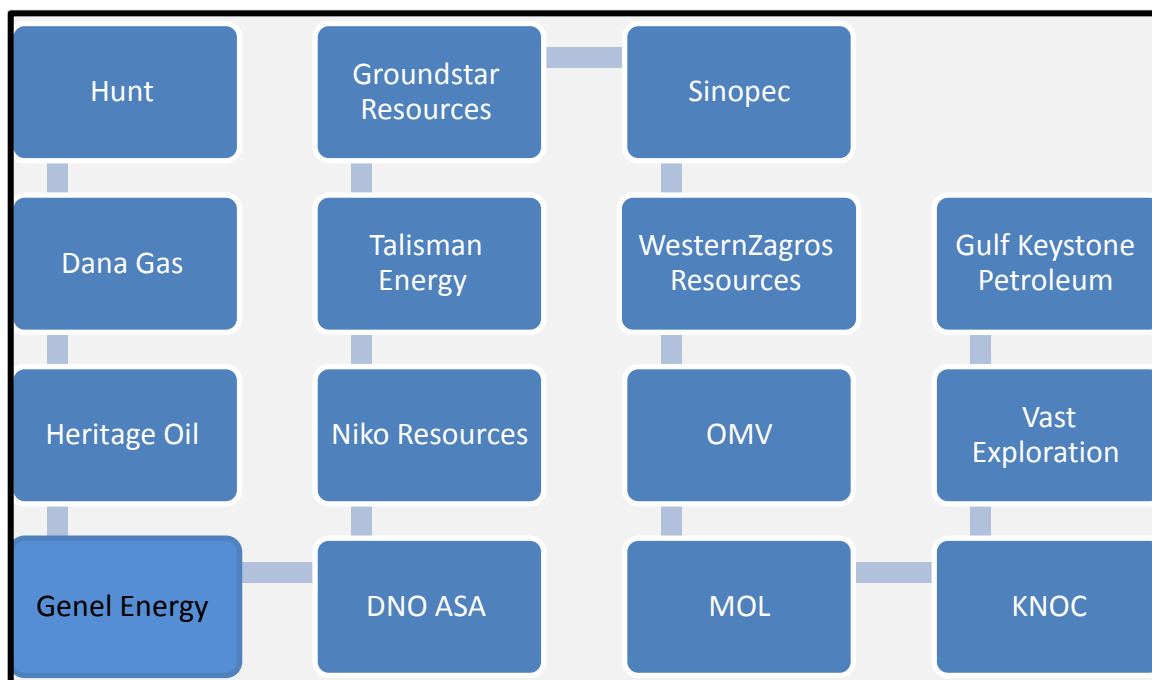 Hunt
Dana Gas
Heritage Oil
Genel Energy
DNO ASA
Niko Resources
Talisman
Energy
Groundstar
Resources
Sinopec
WesternZagros
Resources
OMV
MOL
KNOC
Vast
Exploration
Gulf Keystone
Petroleum